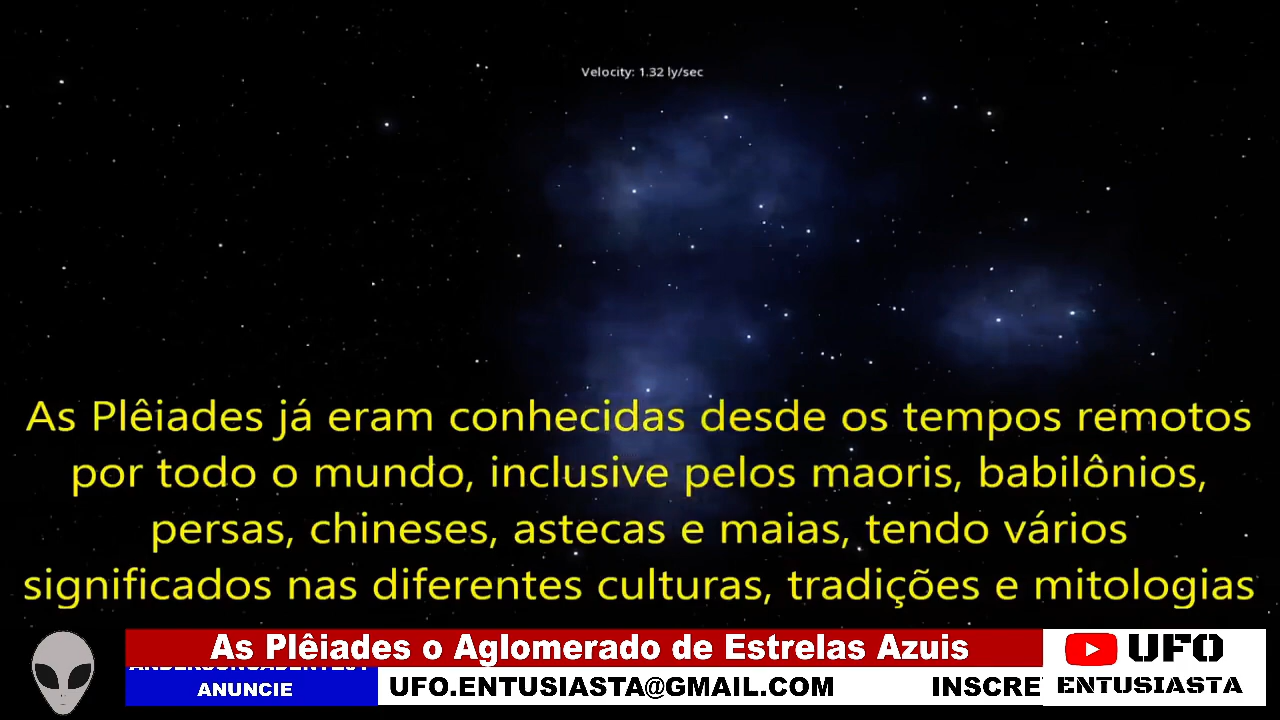 Velocity: 1.32 ly/sec
As Plêiades já eram conhecidas desde os tempos remotos
por todo o mundo, inclusive pelos maoris, babilônios,
persas, chineses, astecas e maias, tendo vários
significados nas diferentes culturas, tradições e mitologias
As Plêiades o Aglomerado de Estrelas Azuis
UFO
ENTUSIASTA
ANUNCIE
UFO.ENTUSIASTA@GMAIL.COM
INSCRE